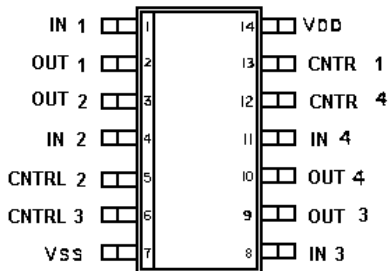 IN 1 1 14 VDD
OUT 1 2 13 CNTR 1
OUT 2 3 12 CNTR 4
IN 2 4 11 IN 4
CNTRL 2 5 10 OUT 4
CNTRL 3 6 9 OUT 3
VSS 7 8 IN 3